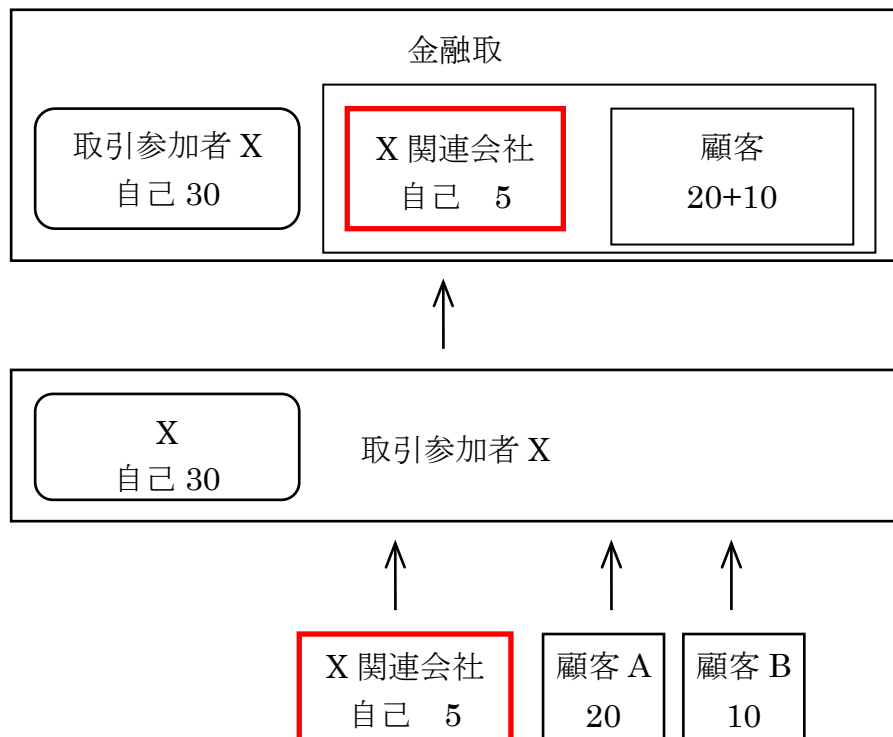 金融取
取引参加者 X
自己 30
X 関連会社
自己　5
顧客
20+10
X
自己 30
取引参加者 X
X 関連会社
自己　5
顧客 A
20
顧客 B
10